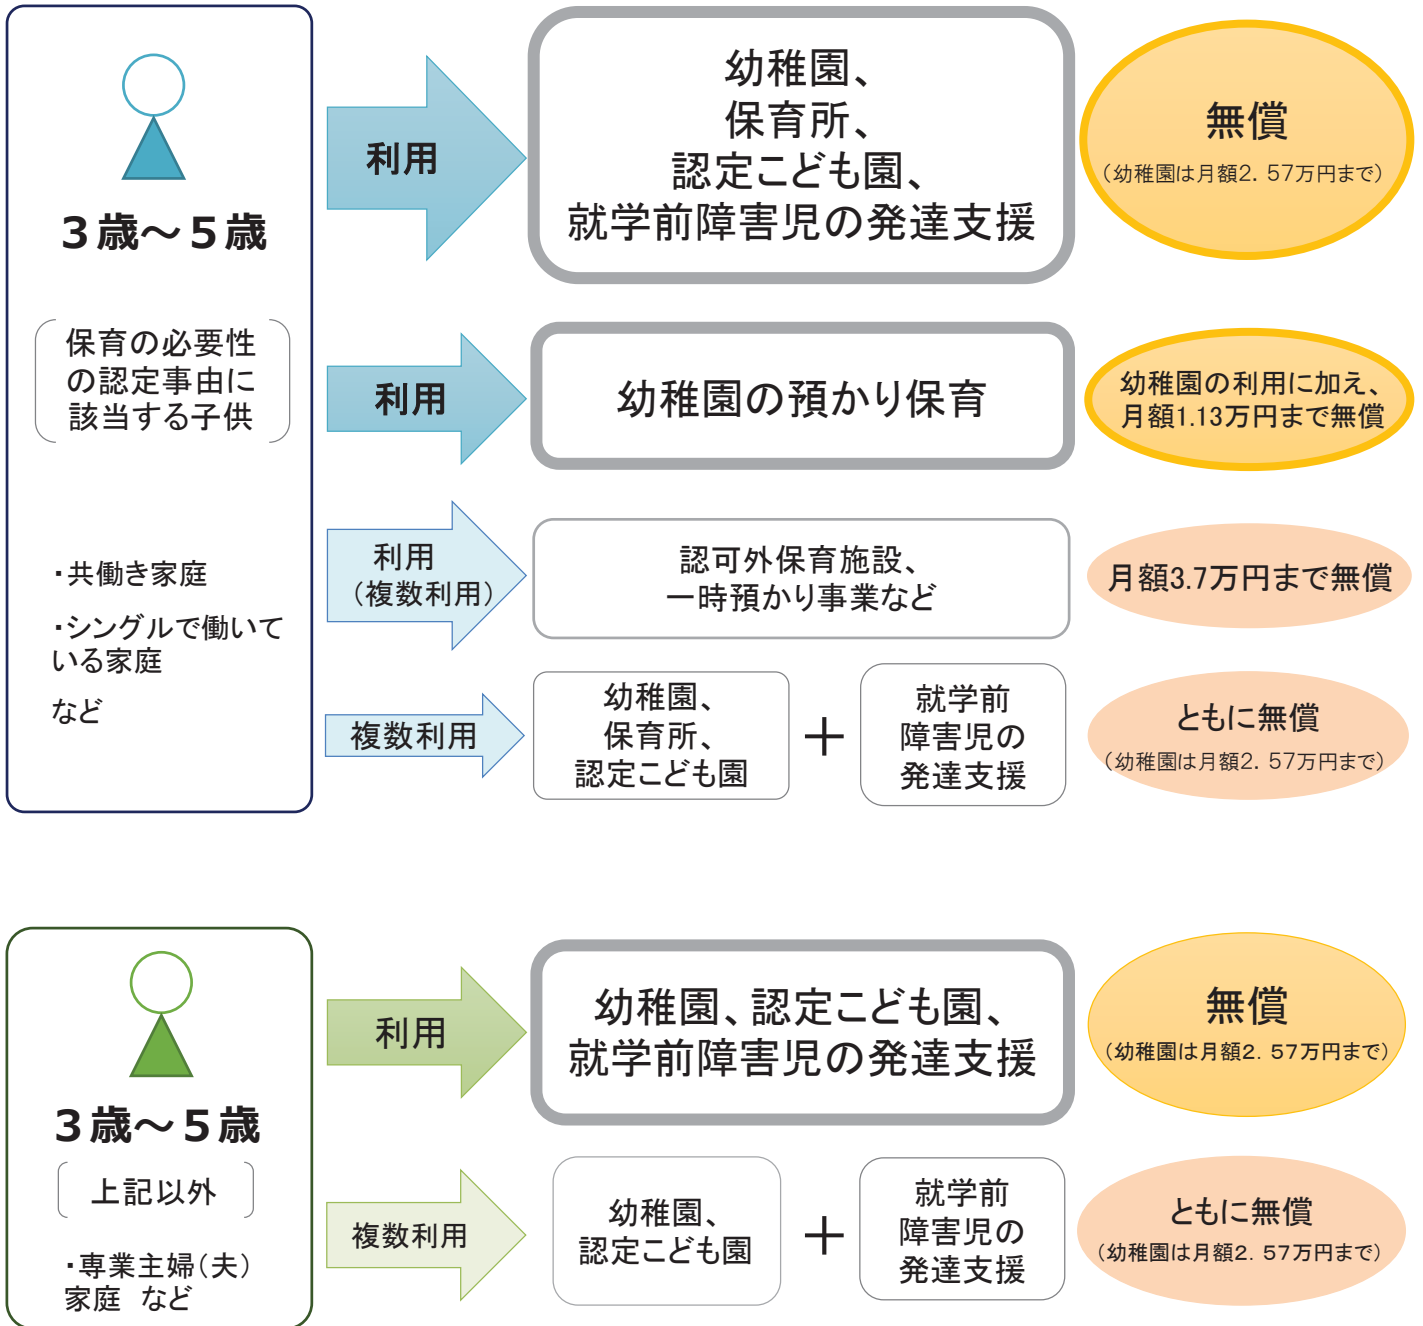 3歳～5歳
保育の必要性
の認定事由に
該当する子供
・共働き家庭
・シングルで働いて
いる家庭
など
利用
幼稚園、
保育所、
認定こども園、
就学前障害児の発達支援
無償
（幼稚園は月額2．57万円まで）
利用
幼稚園の預かり保育
幼稚園の利用に加え、
月額1.13万円まで無償
利用
（複数利用）
認可外保育施設、
一時預かり事業など
月額3.7万円まで無償
複数利用
幼稚園、
保育所、
認定こども園
＋
就学前
障害児の
発達支援
ともに無償
（幼稚園は月額2．57万円まで）
3歳～5歳
上記以外
・専業主婦（夫）
家庭 など
利用
幼稚園、認定こども園、
就学前障害児の発達支援
無償
（幼稚園は月額2．57万円まで）
複数利用
幼稚園、
認定こども園
＋
就学前
障害児の
発達支援
ともに無償
（幼稚園は月額2．57万円まで）